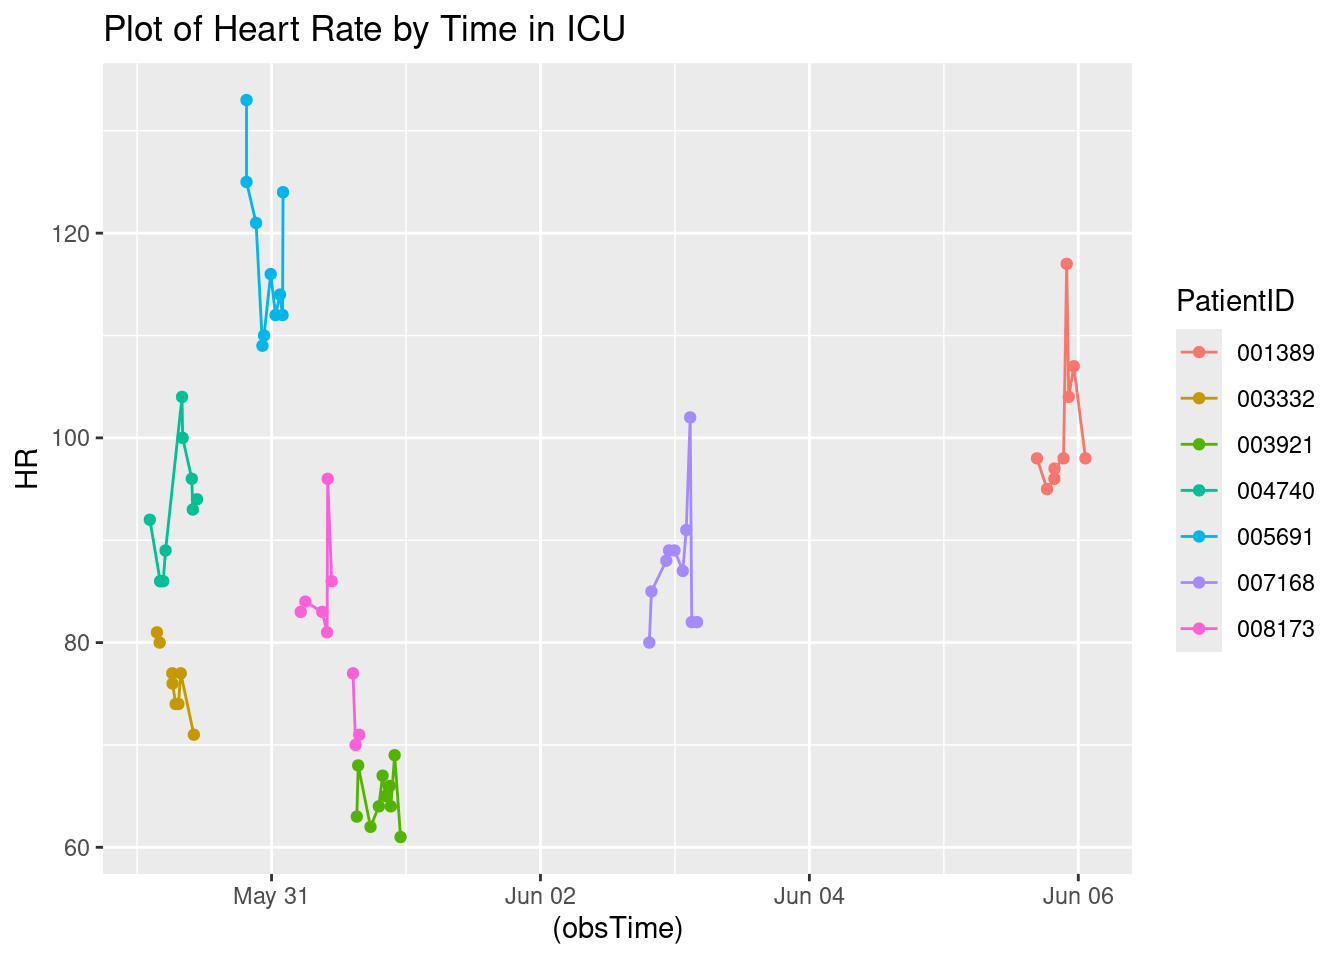 Plot of Heart Rate by Time in ICU
HR
120
100
80
60
May 31
Jun 02
Jun 04
Jun 06
(obsTime)
PatientID
001389
003332
003921
004740
005691
007168
008173